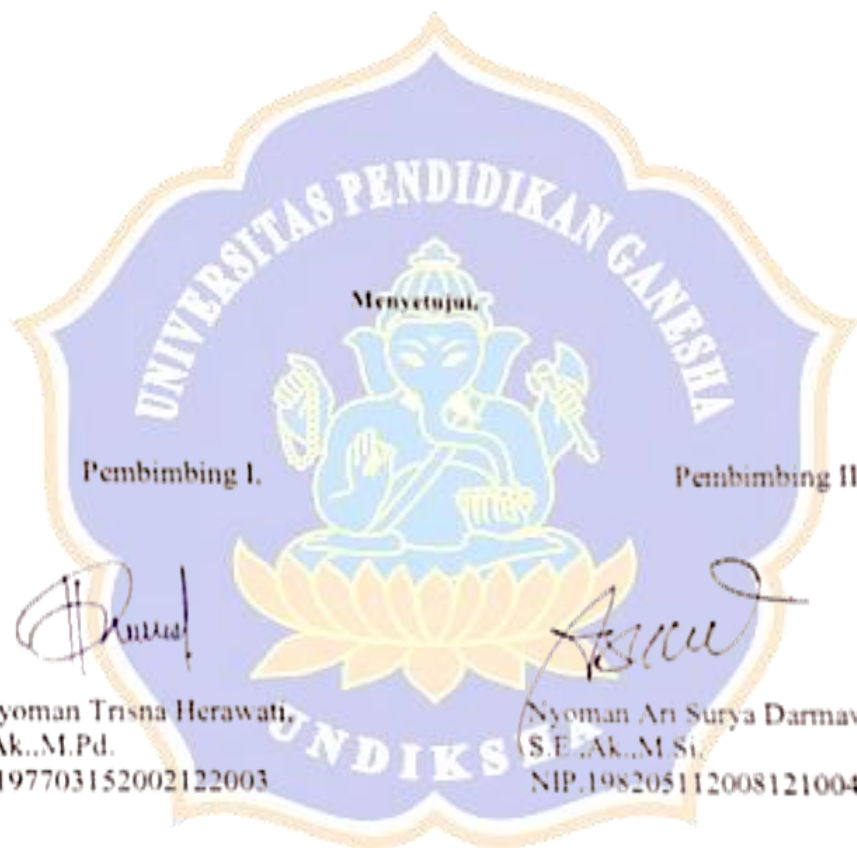 UNIVERSITAS PENDIDIKAN GANESHA
Menyetujui,
Pembimbing I,
Pembimbing II
yoman Trisna Herawati,
Ak.,M.Pd.
197703152002122003
Nyoman Ari Surya Darmav
S.E.,Ak.,M.Si,
NIP.198205112008121004
UNDIKSHA